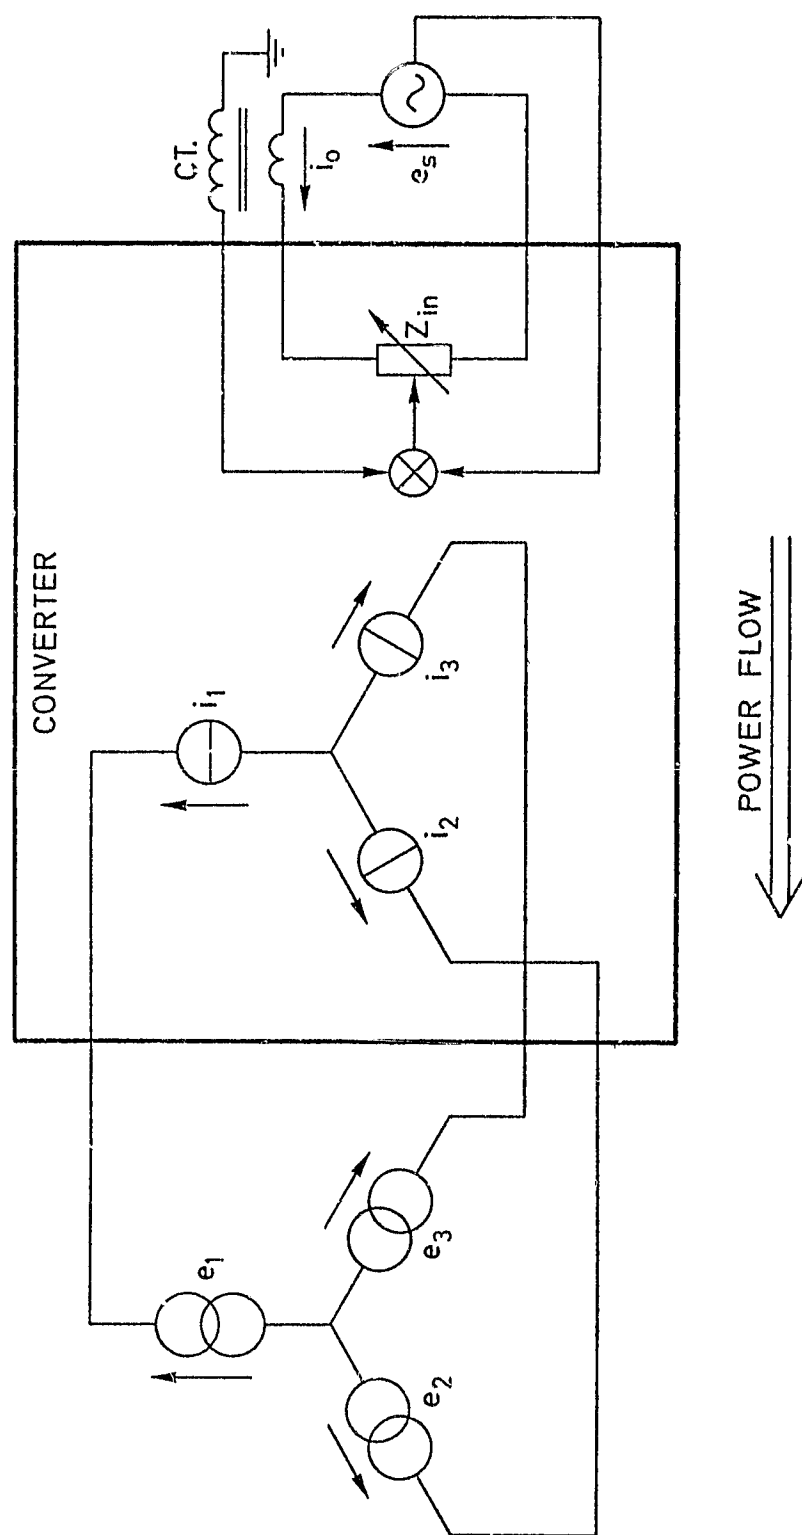 CONVERTER
C.T.
i₀
eₛ
Zᵢₙ
i₁
i₂
i₃
e₁
e₂
e₃
POWER FLOW